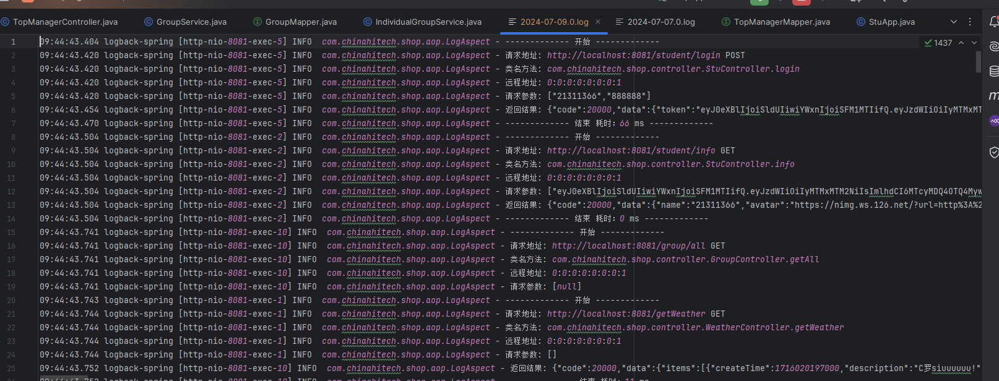 TopManagerController.java GroupService.java GroupMapper.java IndividualGroupService.java 2024-07-09.0.log 2024-07-07.0.log TopManagerMapper.java StuApp.java
1437
1 09:44:43.404 logback-spring [http-nio-8081-exec-5] INFO com.chinahitech.shop.aop.LogAspect - ------------- 开始 -------------
2 09:44:43.420 logback-spring [http-nio-8081-exec-5] INFO com.chinahitech.shop.aop.LogAspect - 请求地址: http://localhost:8081/student/login POST
3 09:44:43.420 logback-spring [http-nio-8081-exec-5] INFO com.chinahitech.shop.aop.LogAspect - 类名方法: com.chinahitech.shop.controller.StuController.login
4 09:44:43.420 logback-spring [http-nio-8081-exec-5] INFO com.chinahitech.shop.aop.LogAspect - 远程地址: 0:0:0:0:0:0:0:1
5 09:44:43.420 logback-spring [http-nio-8081-exec-5] INFO com.chinahitech.shop.aop.LogAspect - 请求参数: ["21311366","888888"]
6 09:44:43.454 logback-spring [http-nio-8081-exec-5] INFO com.chinahitech.shop.aop.LogAspect - 返回结果: {"code":20000,"data":{"token":"eyJ0eXBlIjoiSldUIiwiYWxnIjoiSFM1MTIifQ.eyJzdWIiOiIyMTMxMT
7 09:44:43.470 logback-spring [http-nio-8081-exec-5] INFO com.chinahitech.shop.aop.LogAspect - ------------- 结束 耗时: 66 ms -------------
8 09:44:43.504 logback-spring [http-nio-8081-exec-2] INFO com.chinahitech.shop.aop.LogAspect - ------------- 开始 -------------
9 09:44:43.504 logback-spring [http-nio-8081-exec-2] INFO com.chinahitech.shop.aop.LogAspect - 请求地址: http://localhost:8081/student/info GET
10 09:44:43.504 logback-spring [http-nio-8081-exec-2] INFO com.chinahitech.shop.aop.LogAspect - 类名方法: com.chinahitech.shop.controller.StuController.info
11 09:44:43.504 logback-spring [http-nio-8081-exec-2] INFO com.chinahitech.shop.aop.LogAspect - 远程地址: 0:0:0:0:0:0:0:1
12 09:44:43.504 logback-spring [http-nio-8081-exec-2] INFO com.chinahitech.shop.aop.LogAspect - 请求参数: ["eyJ0eXBlIjoiSldUIiwiYWxnIjoiSFM1MTIifQ.eyJzdWIiOiIyMTMxMTM2NiIsImlhdCI6MTcyMDQ4OTQ4Myw
13 09:44:43.504 logback-spring [http-nio-8081-exec-2] INFO com.chinahitech.shop.aop.LogAspect - 返回结果: {"code":20000,"data":{"name":"21311366","avatar":"https://nimg.ws.126.net/?url=http%3A%2
14 09:44:43.504 logback-spring [http-nio-8081-exec-2] INFO com.chinahitech.shop.aop.LogAspect - ------------- 结束 耗时: 0 ms -------------
15 09:44:43.741 logback-spring [http-nio-8081-exec-10] INFO com.chinahitech.shop.aop.LogAspect - ------------- 开始 -------------
16 09:44:43.741 logback-spring [http-nio-8081-exec-10] INFO com.chinahitech.shop.aop.LogAspect - 请求地址: http://localhost:8081/group/all GET
17 09:44:43.741 logback-spring [http-nio-8081-exec-10] INFO com.chinahitech.shop.aop.LogAspect - 类名方法: com.chinahitech.shop.controller.GroupController.getAll
18 09:44:43.741 logback-spring [http-nio-8081-exec-10] INFO com.chinahitech.shop.aop.LogAspect - 远程地址: 0:0:0:0:0:0:0:1
19 09:44:43.741 logback-spring [http-nio-8081-exec-10] INFO com.chinahitech.shop.aop.LogAspect - 请求参数: [null]
20 09:44:43.743 logback-spring [http-nio-8081-exec-1] INFO com.chinahitech.shop.aop.LogAspect - ------------- 开始 -------------
21 09:44:43.744 logback-spring [http-nio-8081-exec-1] INFO com.chinahitech.shop.aop.LogAspect - 请求地址: http://localhost:8081/getWeather GET
22 09:44:43.744 logback-spring [http-nio-8081-exec-1] INFO com.chinahitech.shop.aop.LogAspect - 类名方法: com.chinahitech.shop.controller.WeatherController.getWeather
23 09:44:43.744 logback-spring [http-nio-8081-exec-1] INFO com.chinahitech.shop.aop.LogAspect - 远程地址: 0:0:0:0:0:0:0:1
24 09:44:43.744 logback-spring [http-nio-8081-exec-1] INFO com.chinahitech.shop.aop.LogAspect - 请求参数: []
25 09:44:43.752 logback-spring [http-nio-8081-exec-10] INFO com.chinahitech.shop.aop.LogAspect - 返回结果: {"code":20000,"data":{"items":[{"createTime":1716020197000,"description":"C罗siuuuuuu!"